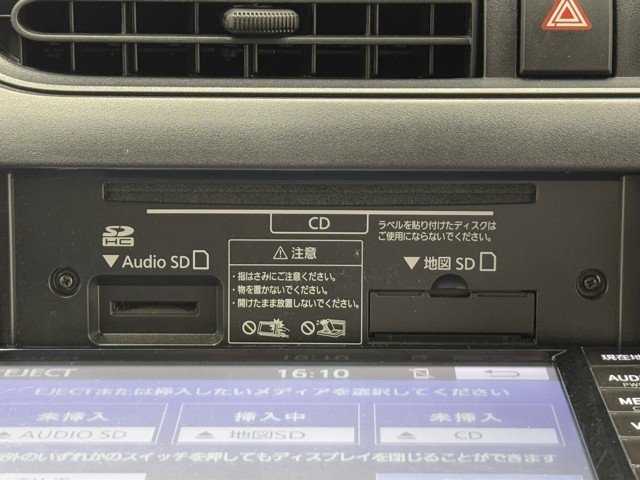 CD
ラベルを貼り付けたディスクは
ご使用にならないでください。
SD
HC
▼Audio SD
⚠注意
・指はさみにご注意ください。
・物を置かないでください。
・開けたまま放置しないでください。
▼地図 SD
EJECT
16:10
EJECTまたは挿入したいメディアを選択してください
未挿入
挿入中
未挿入
AUDIO SD
地図SD
CD
外のいずれかのスイッチを押してもディスプレイを閉じることができます
現在地
AUD
ME